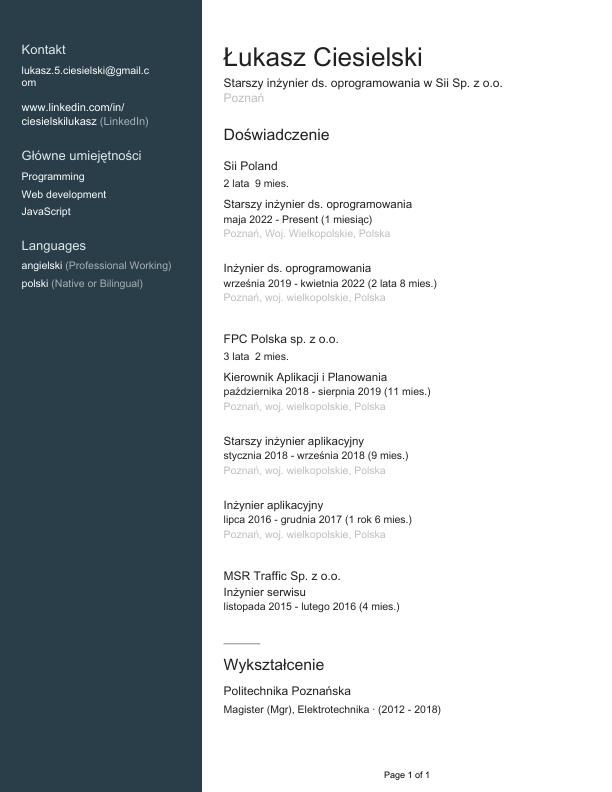 Kontakt
lukasz.5.ciesielski@gmail.c
om
www.linkedin.com/in/
ciesielskilukasz (LinkedIn)
Główne umiejętności
Programming
Web development
JavaScript
Languages
angielski (Professional Working)
polski (Native or Bilingual)
Łukasz Ciesielski
Starszy inżynier ds. oprogramowania w Sii Sp. z o.o.
Poznań
Doświadczenie
Sii Poland
2 lata 9 mies.
Starszy inżynier ds. oprogramowania
maja 2022 - Present (1 miesiąc)
Poznań, Woj. Wielkopolskie, Polska
Inżynier ds. oprogramowania
września 2019 - kwietnia 2022 (2 lata 8 mies.)
Poznań, woj. wielkopolskie, Polska
FPC Polska sp. z o.o.
3 lata 2 mies.
Kierownik Aplikacji i Planowania
października 2018 - sierpnia 2019 (11 mies.)
Poznań, woj. wielkopolskie, Polska
Starszy inżynier aplikacyjny
stycznia 2018 - września 2018 (9 mies.)
Poznań, woj. wielkopolskie, Polska
Inżynier aplikacyjny
lipca 2016 - grudnia 2017 (1 rok 6 mies.)
Poznań, woj. wielkopolskie, Polska
MSR Traffic Sp. z o.o.
Inżynier serwisu
listopada 2015 - lutego 2016 (4 mies.)
Wykształcenie
Politechnika Poznańska
Magister (Mgr), Elektrotechnika · (2012 - 2018)
Page 1 of 1